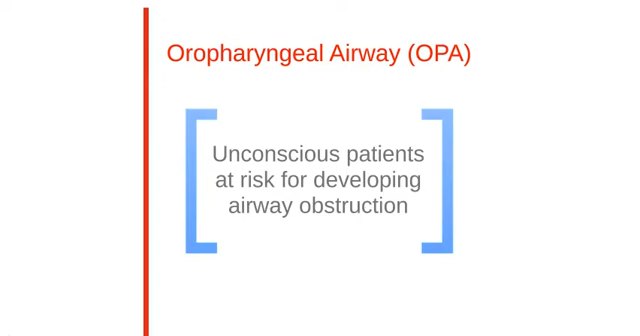 Oropharyngeal Airway (OPA)
Unconscious patients
at risk for developing
airway obstruction